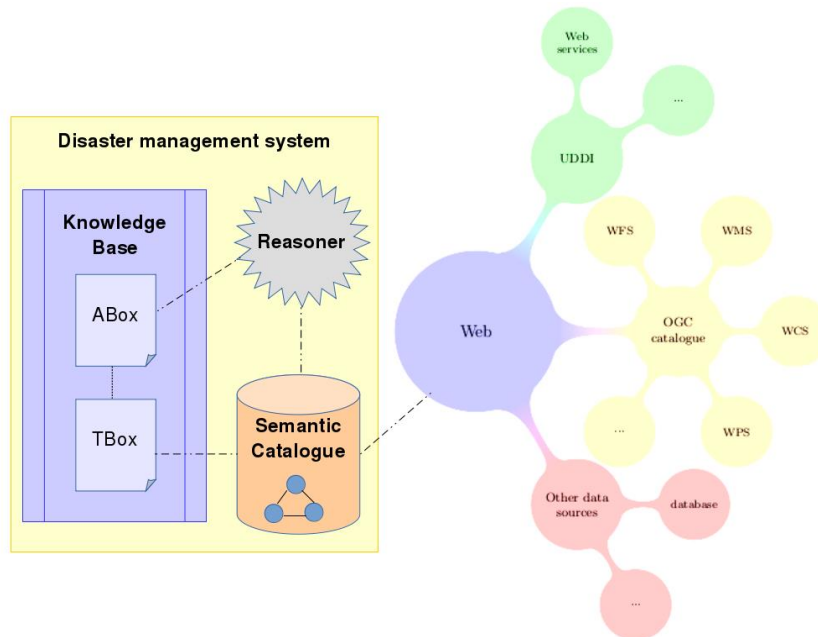 Disaster management system
Knowledge
Base
ABox
TBox
Reasoner
Semantic
Catalogue
Web
Web
services
...
UDDI
WFS
WMS
OGC
catalogue
WCS
...
WPS
Other data
sources
database
...